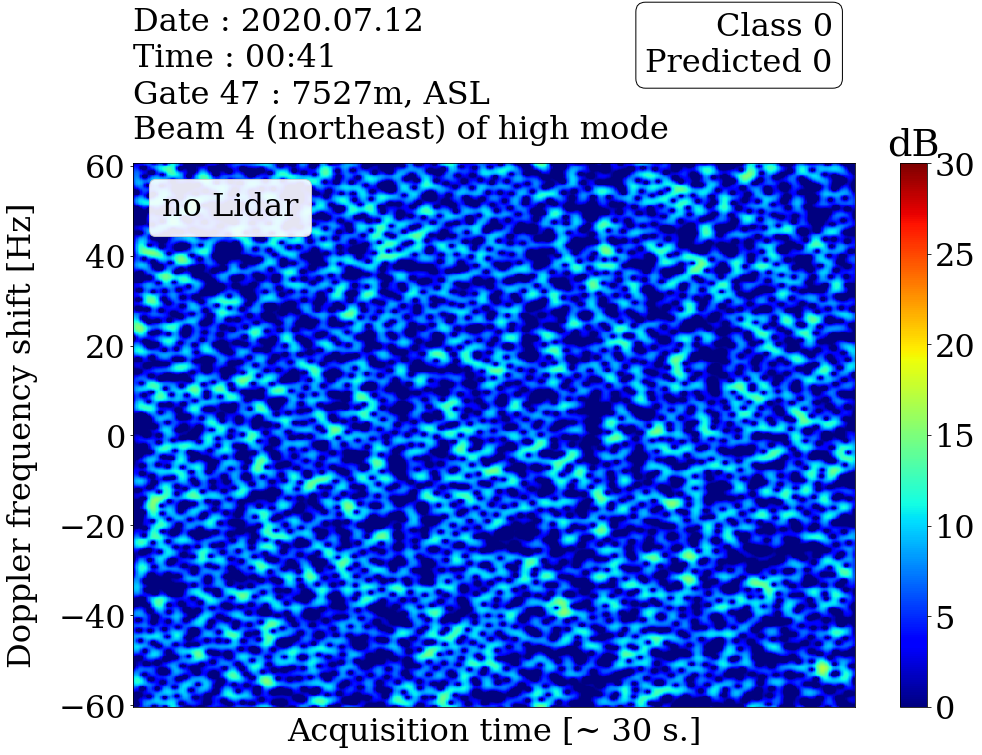 Date : 2020.07.12
Time : 00:41
Gate 47 : 7527m, ASL
Beam 4 (northeast) of high mode
Class 0
Predicted 0
dB
no Lidar
Doppler frequency shift [Hz]
60
40
20
0
−20
−40
−60
Acquisition time [~ 30 s.]
30
25
20
15
10
5
0